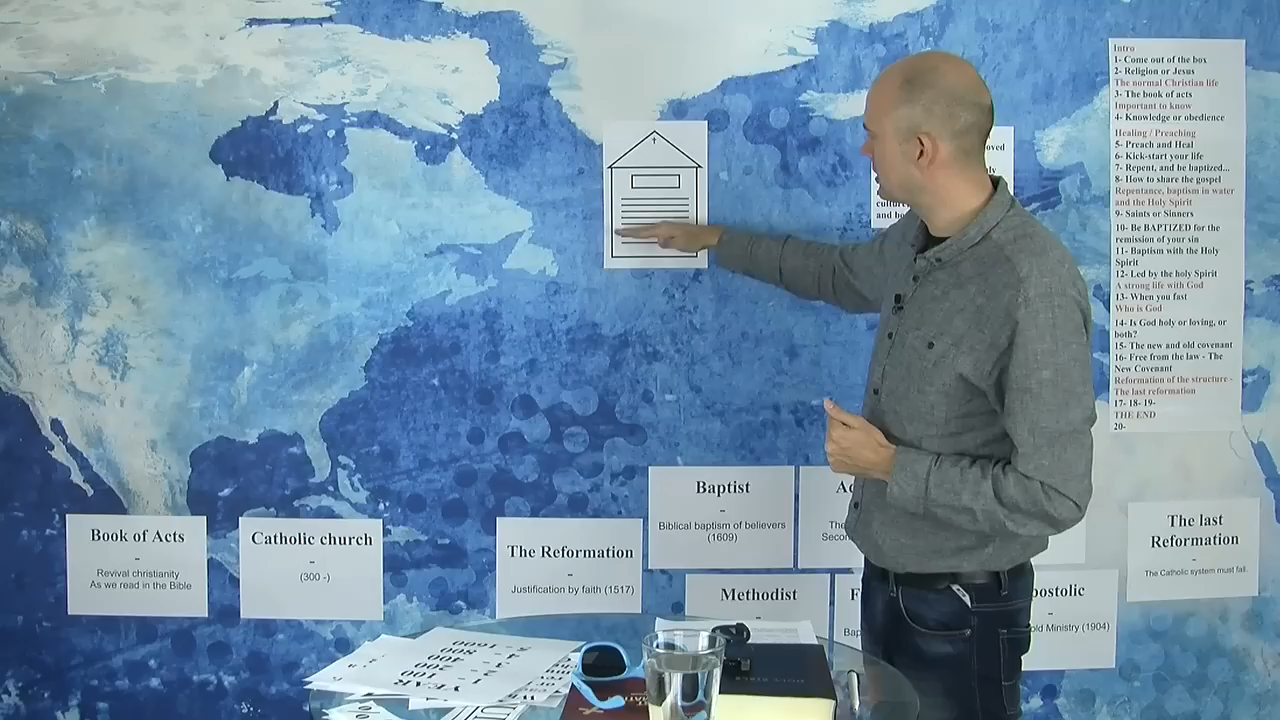 Intro
1- Come out of the box
2- Religion or Jesus
The normal Christian life
3- The book of acts
Important to know
4- Knowledge or obedience
Healing / Preaching
5- Preach and Heal
6- Kick-start your life
7- Repent, and be baptized...
8- How to share the gospel
Repentance, baptism in water
and the Holy Spirit
9- Saints or Sinners
10- Be BAPTIZED for the
remission of your sin
11- Baptism with the Holy
Spirit
12- Led by the holy Spirit
A strong life with God
13- When you fast
Who is God
14- Is God holy or loving, or
both?
15- The new and old covenant
16- Free from the law - The
New Covenant
Reformation of the structure -
The last reformation
17- 18- 19-
THE END
20-
Book of Acts
-
Revival christianity
As we read in the Bible
Catholic church
-
(300 -)
The Reformation
-
Justification by faith (1517)
Baptist
-
Biblical baptism of believers
(1609)
Methodist
The last
Reformation
-
The Catholic system must fall.
(1904)
YEAR
100
200
400
800
1600
HOLY BIBLE